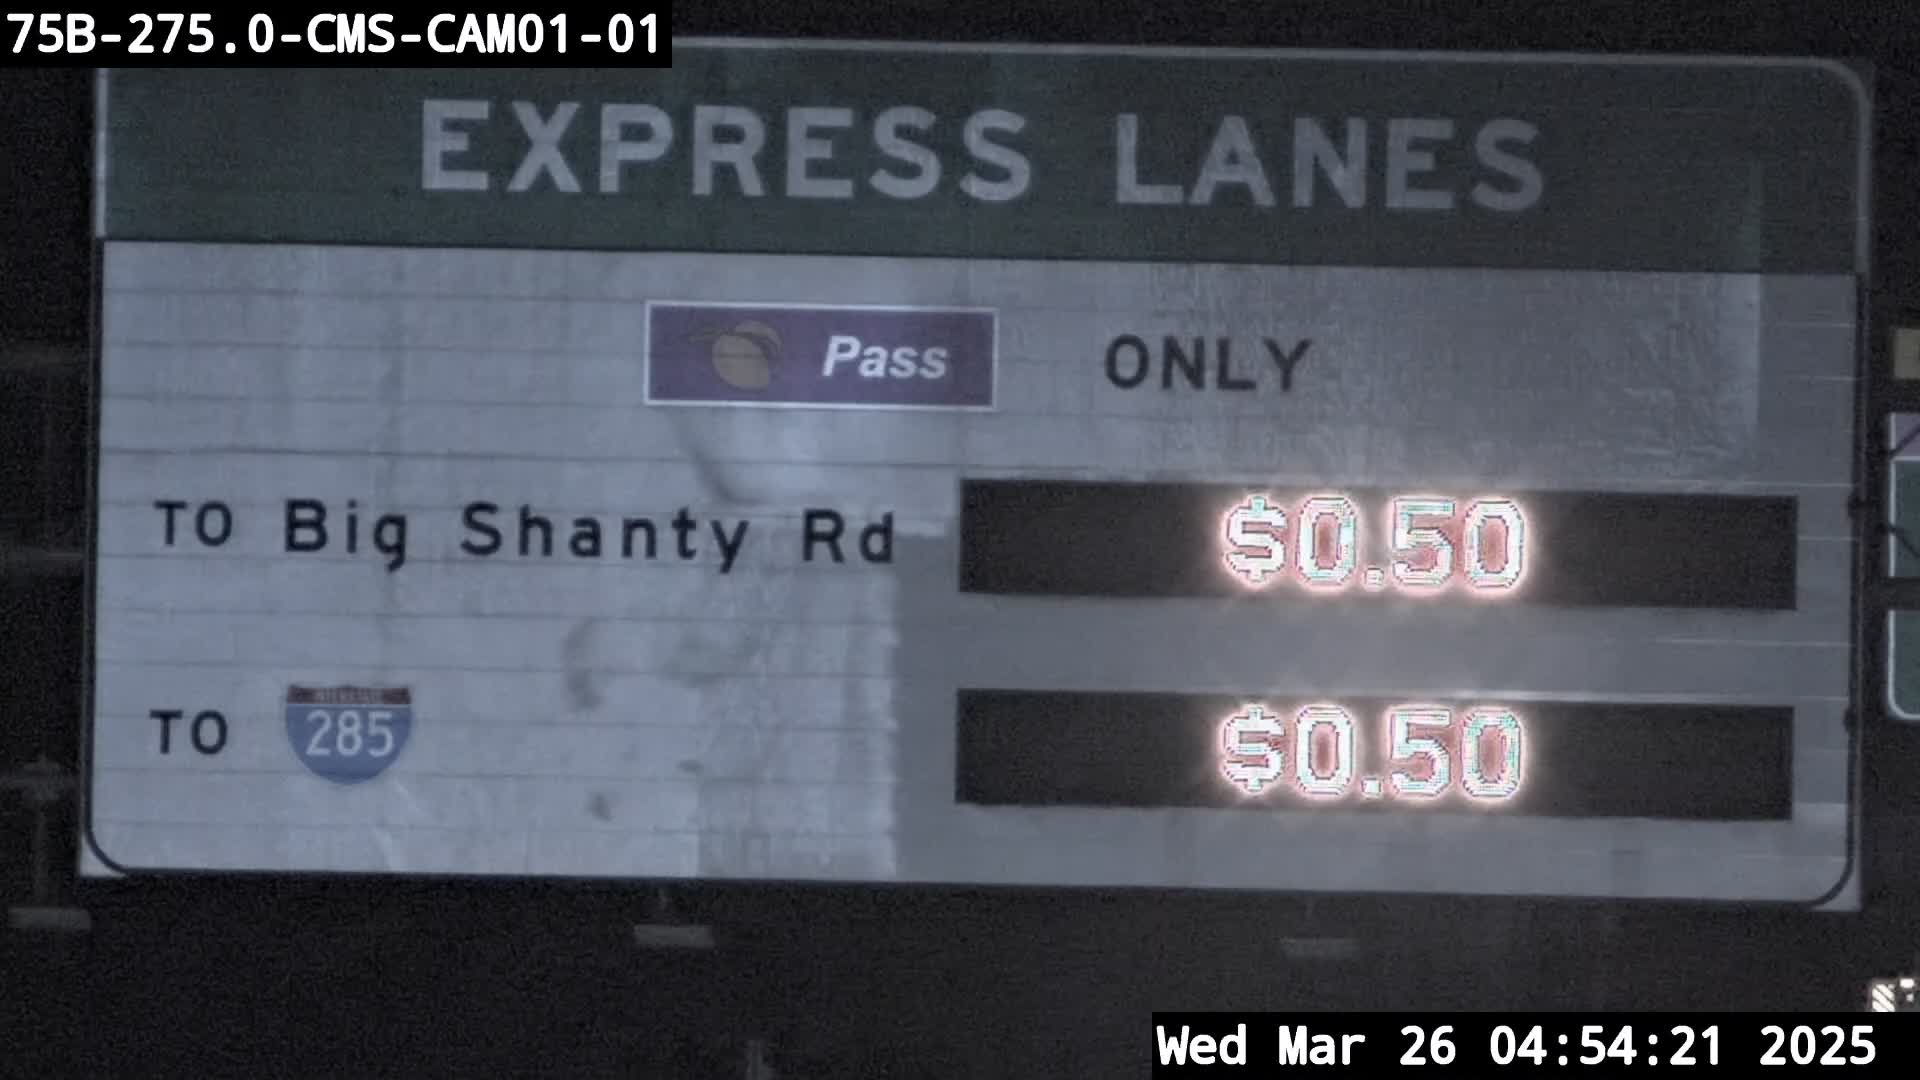 75B-275.0-CMS-CAM01-01
EXPRESS LANES
Pass ONLY
TO Big Shanty Rd $0.50
TO 285 $0.50
Wed Mar 26 04:54:21 2025